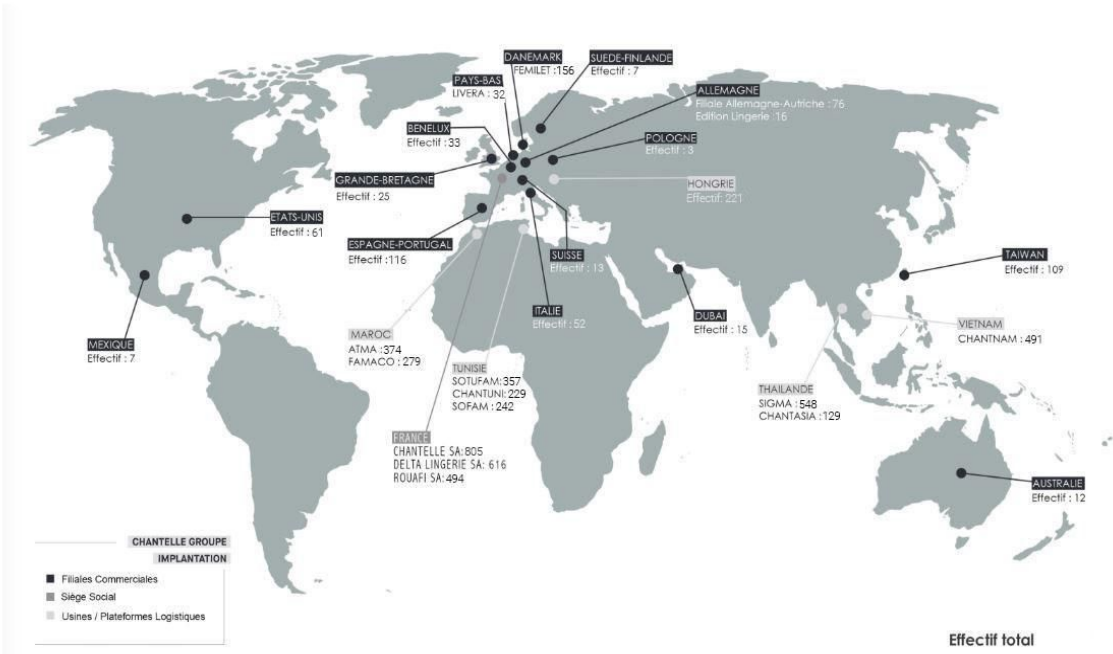 DANEMARK
FEMILET :156
SUEDE-FINLANDE
Effectif : 7
PAYS-BAS
LIVERA : 32
ALLEMAGNE
Filiale Allemagne-Autriche : 76
Edition Lingerie : 16
BENELUX
Effectif : 33
POLOGNE
Effectif : 3
GRANDE-BRETAGNE
Effectif : 25
HONGRIE
Effectif: 221
ETATS-UNIS
Effectif : 61
ESPAGNE-PORTUGAL
Effectif :116
SUISSE
Effectif : 13
TAIWAN
Effectif : 109
ITALIE
Effectif : 52
DUBAI
Effectif : 15
MEXIQUE
Effectif : 7
MAROC
ATMA : 374
FAMACO : 279
VIETNAM
CHANTNAM : 491
TUNISIE
SOTUFAM: 357
CHANTUNI: 229
SOFAM : 242
THAILANDE
SIGMA : 548
CHANTASIA : 129
FRANCE
CHANTELLE SA: 805
DELTA LINGERIE SA: 616
ROUAFI SA: 494
AUSTRALIE
Effectif : 12
CHANTELLE GROUPE
IMPLANTATION
Filiales Commerciales
Siège Social
Usines / Plateformes Logistiques
Effectif total